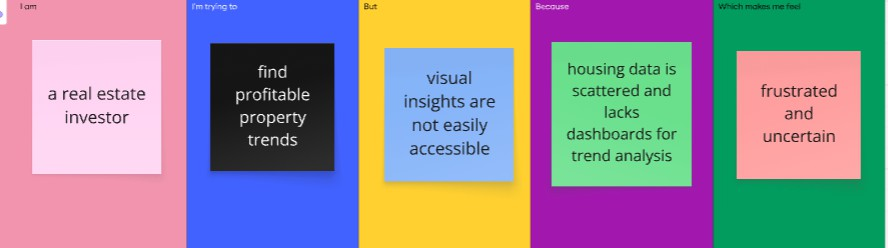 I am
a real estate
investor
I'm trying to
find
profitable
property
trends
But
visual
insights are
not easily
accessible
Because
housing data is
scattered and
lacks
dashboards for
trend analysis
Which makes me feel
frustrated
and
uncertain